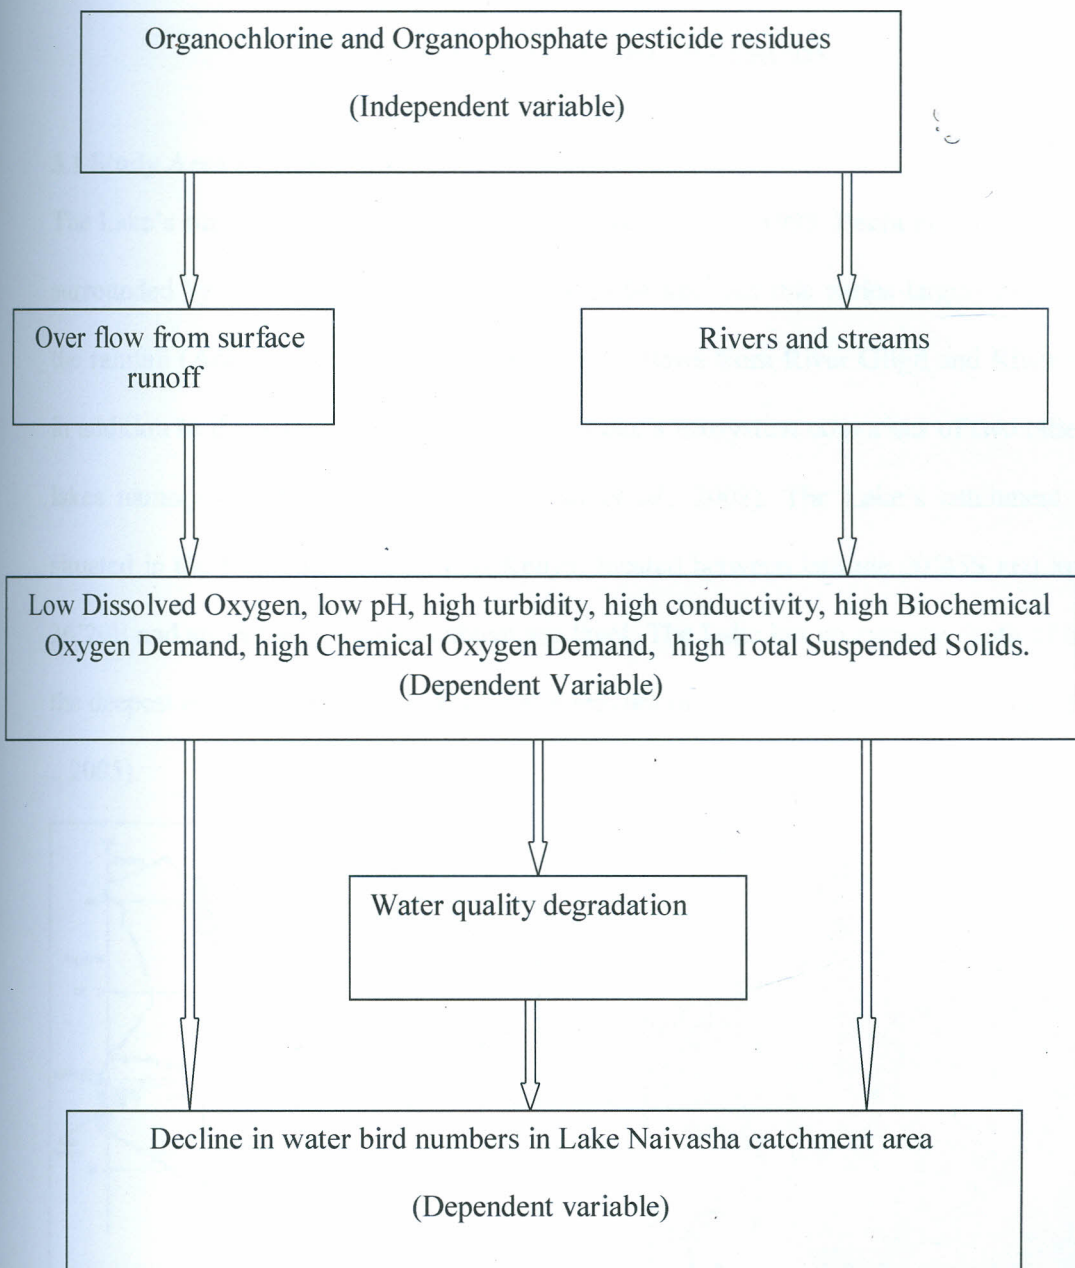 Organochlorine and Organophosphate pesticide residues
(Independent variable)
Over flow from surface
runoff
Rivers and streams
Low Dissolved Oxygen, low pH, high turbidity, high conductivity, high Biochemical
Oxygen Demand, high Chemical Oxygen Demand, high Total Suspended Solids.
(Dependent Variable)
Water quality degradation
Decline in water bird numbers in Lake Naivasha catchment area
(Dependent variable)